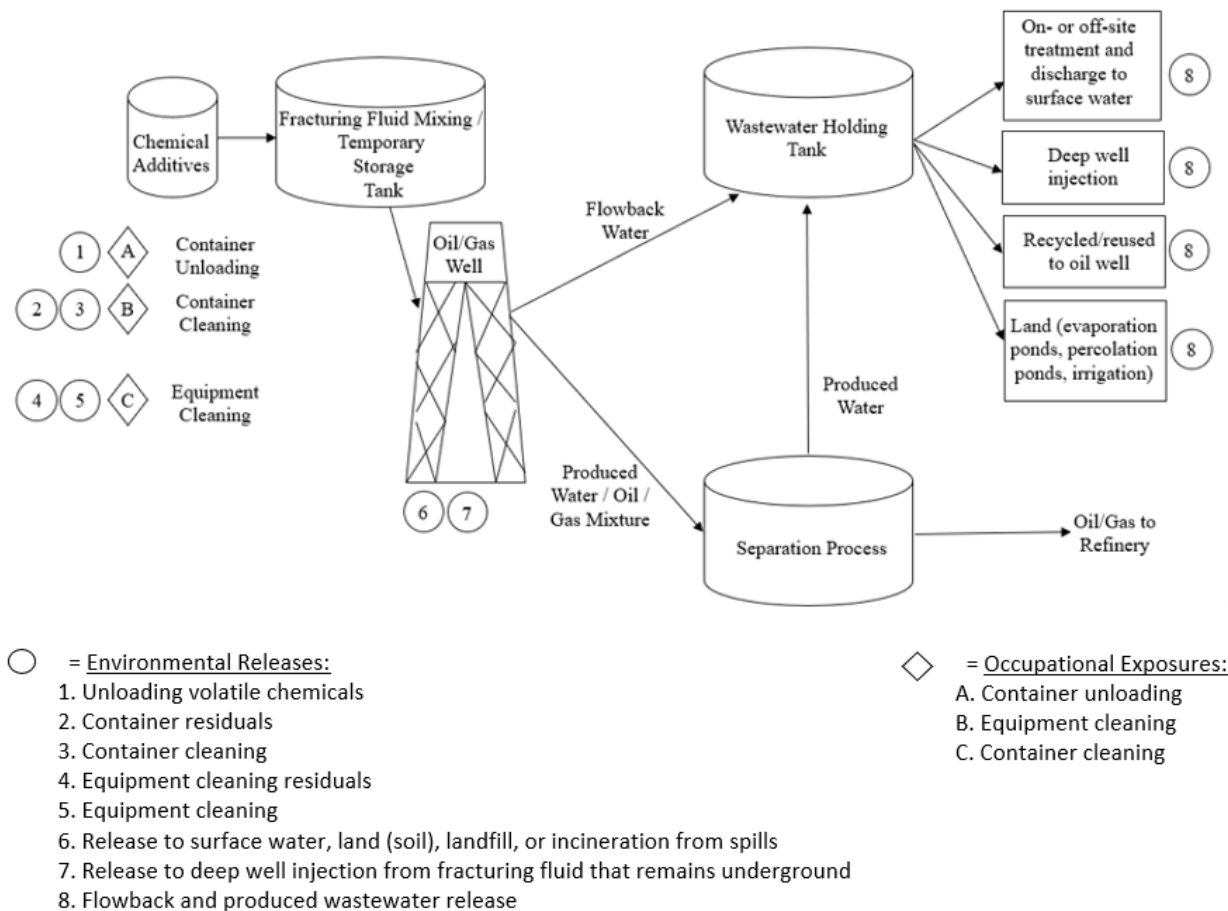 Chemical
Additives
Fracturing Fluid Mixing /
Temporary
Storage
Tank
1 A Container
Unloading
2 3 B Container
Cleaning
4 5 C Equipment
Cleaning
Oil/Gas
Well
6 7
Flowback
Water
Produced
Water / Oil /
Gas Mixture
Wastewater Holding
Tank
Produced
Water
Separation Process
Oil/Gas to
Refinery
On- or off-site
treatment and
discharge to
surface water
8
Deep well
injection
8
Recycled/reused
to oil well
8
Land (evaporation
ponds, percolation
ponds, irrigation)
8
= Environmental Releases:
1. Unloading volatile chemicals
2. Container residuals
3. Container cleaning
4. Equipment cleaning residuals
5. Equipment cleaning
6. Release to surface water, land (soil), landfill, or incineration from spills
7. Release to deep well injection from fracturing fluid that remains underground
8. Flowback and produced wastewater release
= Occupational Exposures:
A. Container unloading
B. Equipment cleaning
C. Container cleaning